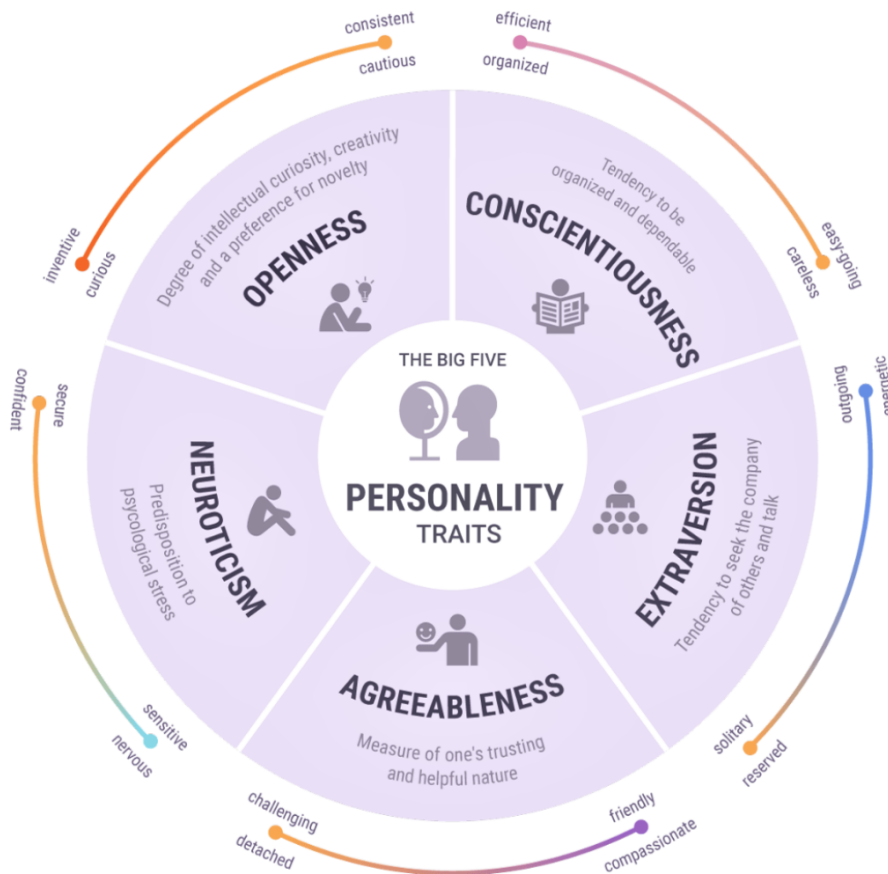 THE BIG FIVE
PERSONALITY
TRAITS
consistent
cautious
inventive
curious
Degree of intellectual curiosity, creativity
and a preference for novelty
OPENNESS
efficient
organized
easy-going
careless
Tendency to be
organized and dependable
CONSCIENTIOUSNESS
outgoing
solitary
reserved
EXTRAVERSION
Tendency to seek the company
of others and talk
AGREEABLENESS
Measure of one's trusting
and helpful nature
friendly
compassionate
challenging
detached
NEUROTICISM
Predisposition to
psycological stress
secure
confident
sensitive
nervous